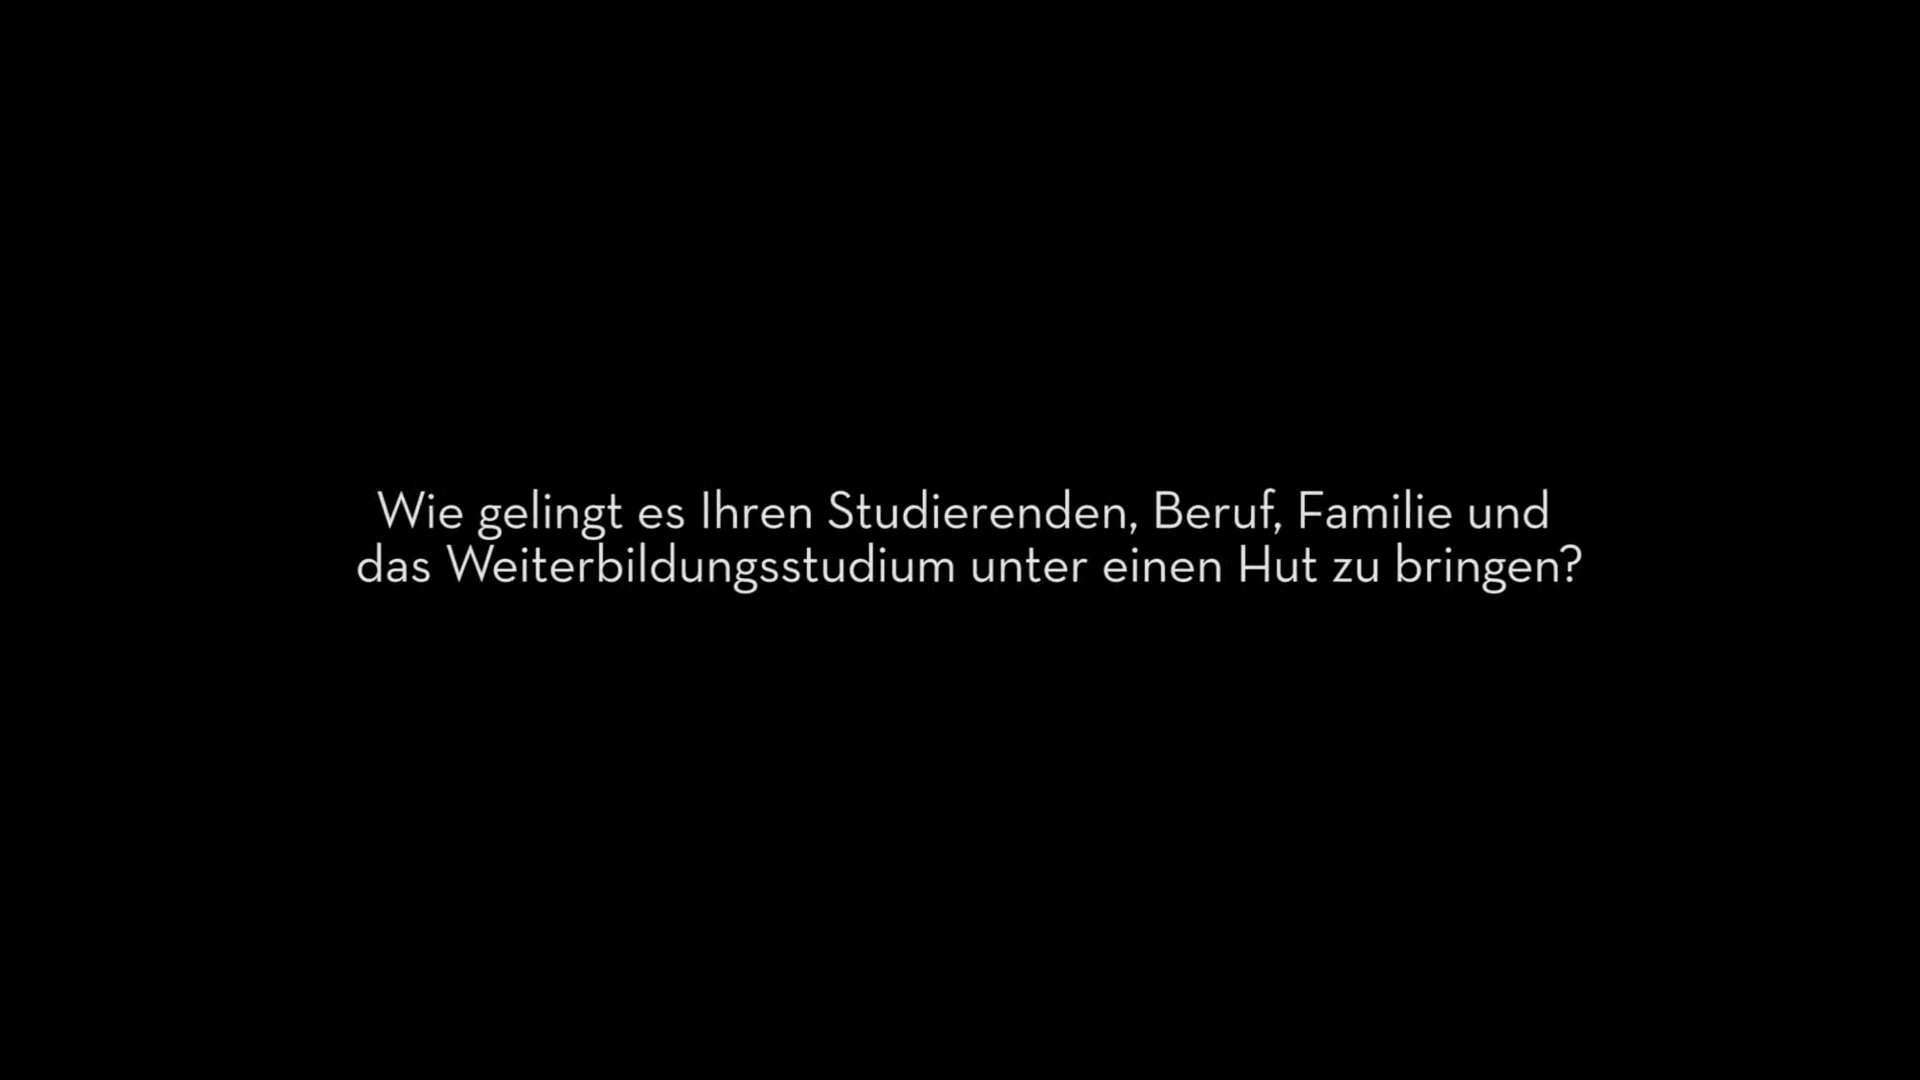 Wie gelingt es Ihren Studierenden, Beruf, Familie und
das Weiterbildungsstudium unter einen Hut zu bringen?